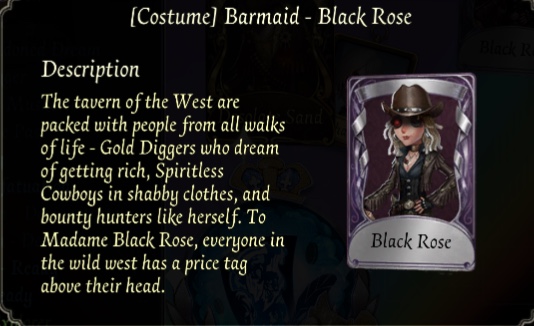 [Costume] Barmaid - Black Rose
Description
The tavern of the West are
packed with people from all walks
of life - Gold Diggers who dream
of getting rich, Spiritless
Cowboys in shabby clothes, and
bounty hunters like herself. To
Madame Black Rose, everyone in
the wild west has a price tag
above their head.
Black Rose